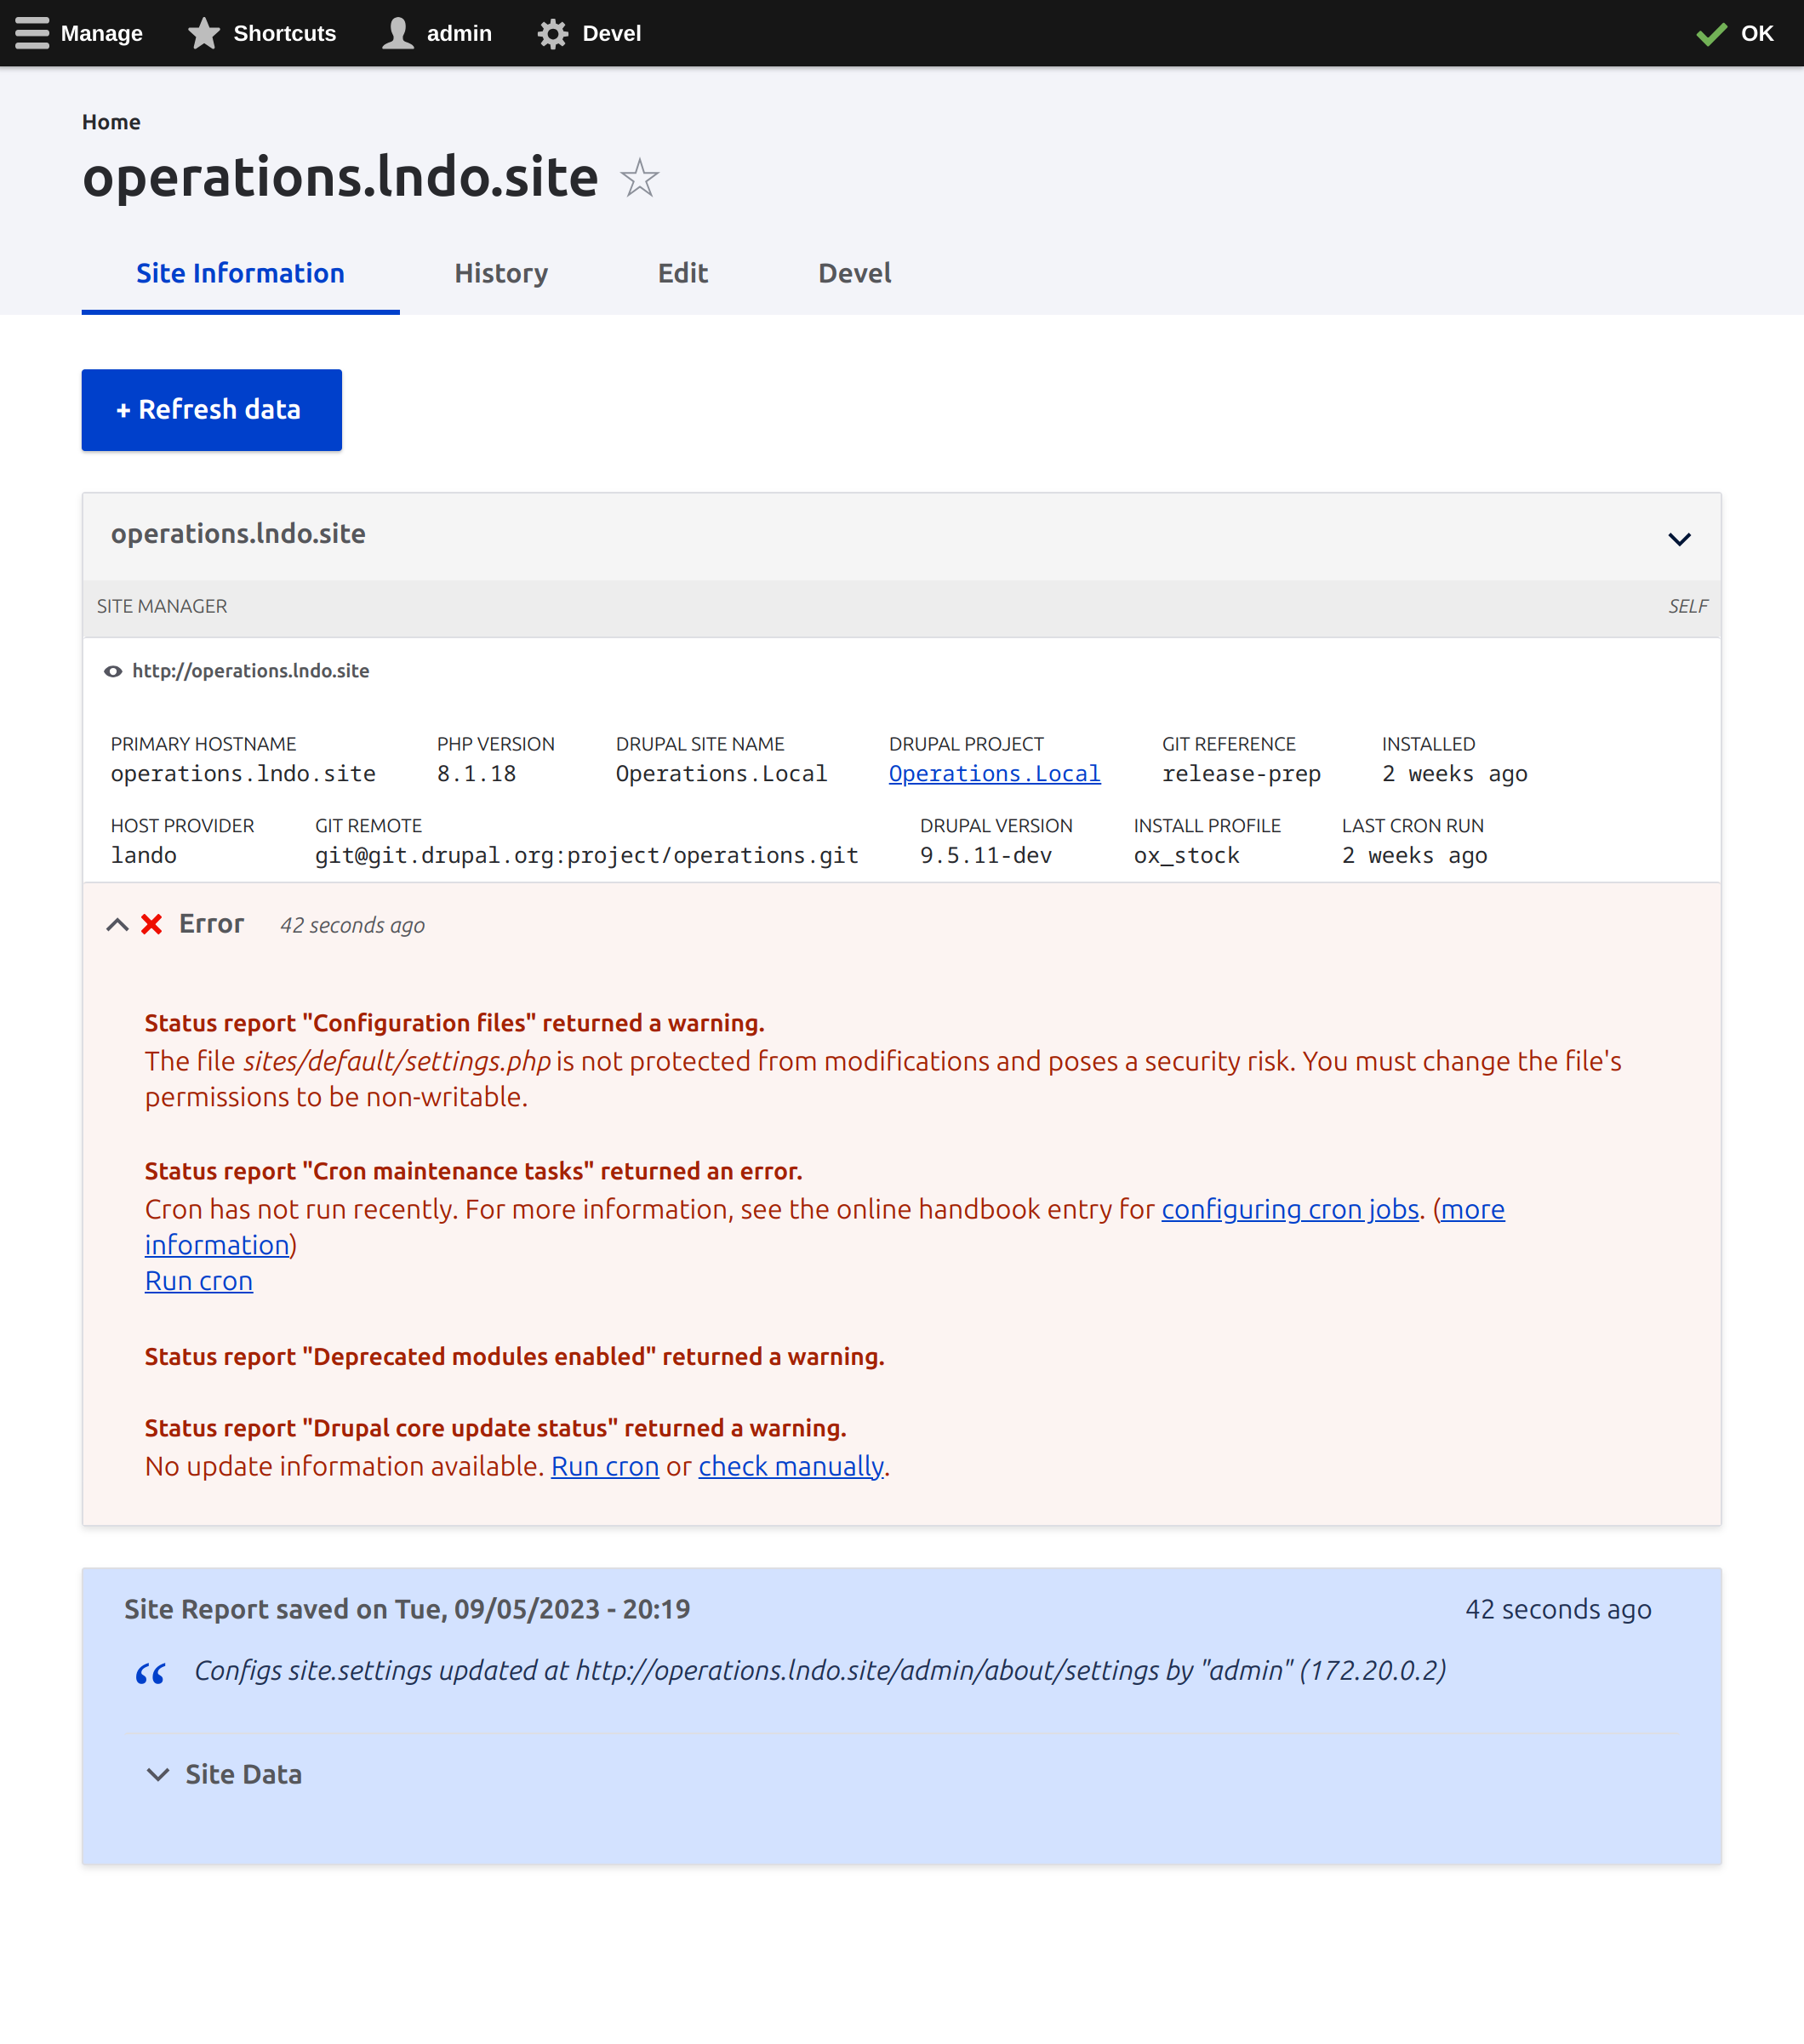 Manage Shortcuts admin Devel OK
Home
operations.lndo.site
Site Information History Edit Devel
+ Refresh data
operations.lndo.site
SITE MANAGER SELF
http://operations.lndo.site
PRIMARY HOSTNAME PHP VERSION DRUPAL SITE NAME DRUPAL PROJECT GIT REFERENCE INSTALLED
operations.lndo.site 8.1.18 Operations.Local Operations.Local release-prep 2 weeks ago
HOST PROVIDER GIT REMOTE DRUPAL VERSION INSTALL PROFILE LAST CRON RUN
lando git@git.drupal.org:project/operations.git 9.5.11-dev ox_stock 2 weeks ago
Error 42 seconds ago
Status report "Configuration files" returned a warning.
The file sites/default/settings.php is not protected from modifications and poses a security risk. You must change the file's
permissions to be non-writable.
Status report "Cron maintenance tasks" returned an error.
Cron has not run recently. For more information, see the online handbook entry for configuring cron jobs. (more
information)
Run cron
Status report "Deprecated modules enabled" returned a warning.
Status report "Drupal core update status" returned a warning.
No update information available. Run cron or check manually.
Site Report saved on Tue, 09/05/2023 - 20:19 42 seconds ago
“ Configs site.settings updated at http://operations.lndo.site/admin/about/settings by "admin" (172.20.0.2)
Site Data